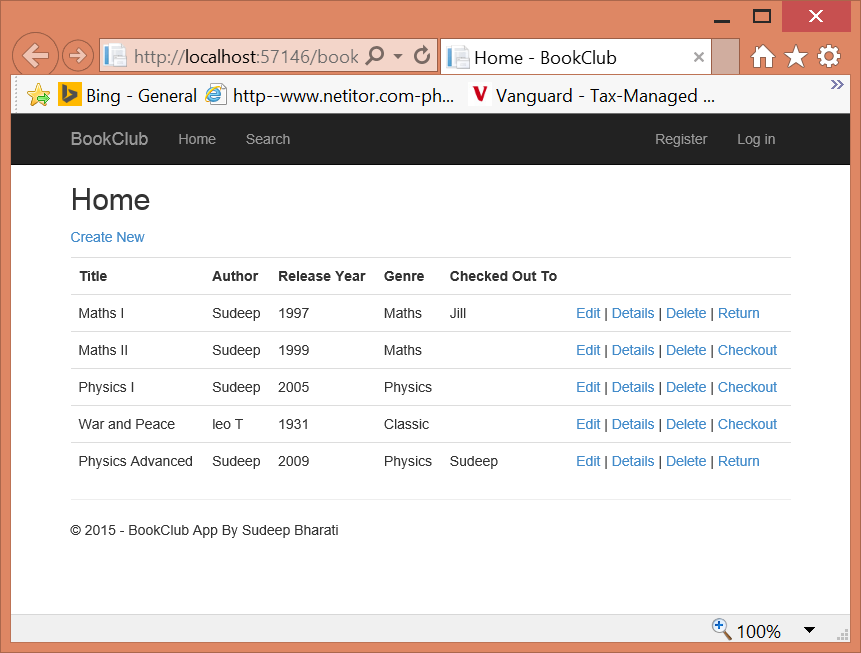 http://localhost:57146/book
Home - BookClub
Bing - General
http--www.netitor.com-ph...
Vanguard - Tax-Managed ...
BookClub Home Search Register Log in
Home
Create New
Title Author Release Year Genre Checked Out To
Maths I Sudeep 1997 Maths Jill Edit | Details | Delete | Return
Maths II Sudeep 1999 Maths Edit | Details | Delete | Checkout
Physics I Sudeep 2005 Physics Edit | Details | Delete | Checkout
War and Peace leo T 1931 Classic Edit | Details | Delete | Checkout
Physics Advanced Sudeep 2009 Physics Sudeep Edit | Details | Delete | Return
© 2015 - BookClub App By Sudeep Bharati
100%